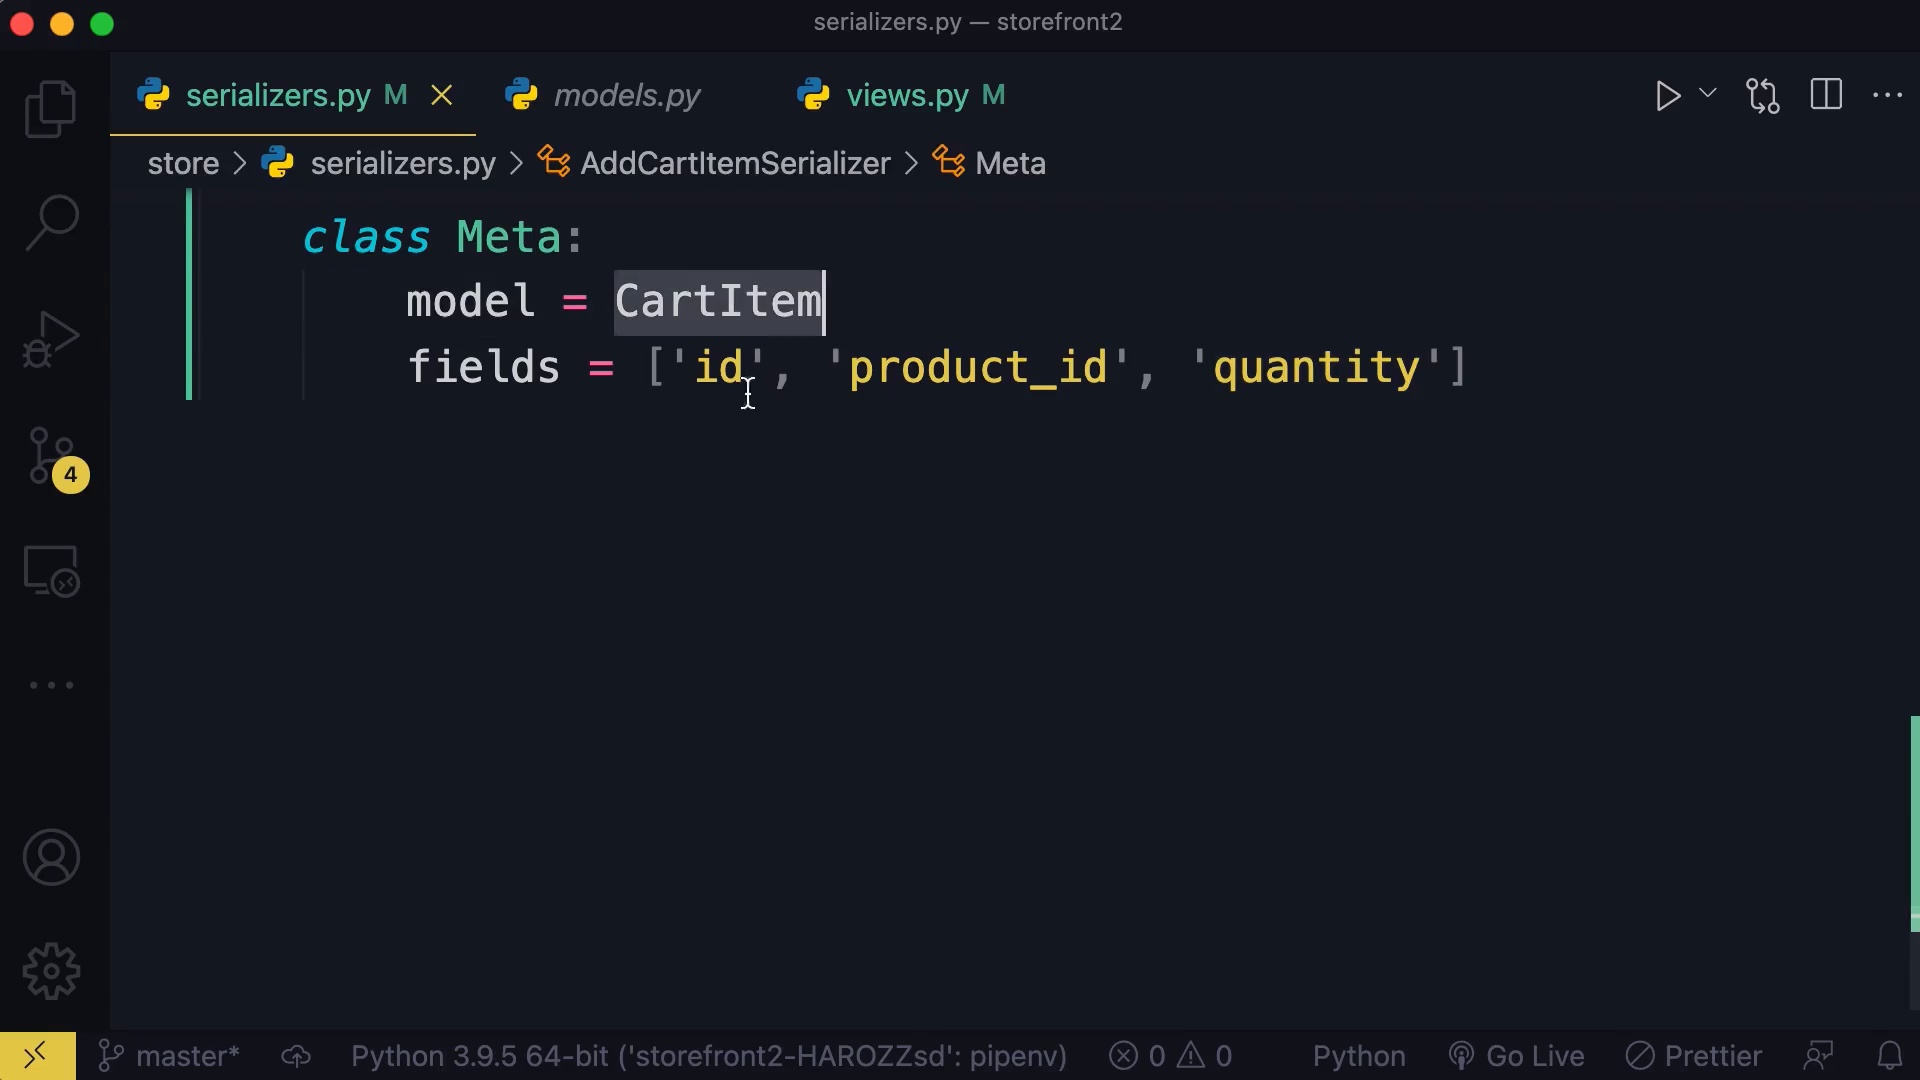 serializers.py — storefront2
serializers.py M models.py views.py M
store > serializers.py > AddCartItemSerializer > Meta
class Meta:
model = CartItem
fields = ['id', 'product_id', 'quantity']
4
master* Python 3.9.5 64-bit ('storefront2-HAROZZsd': pipenv) 0 0 Python Go Live Prettier